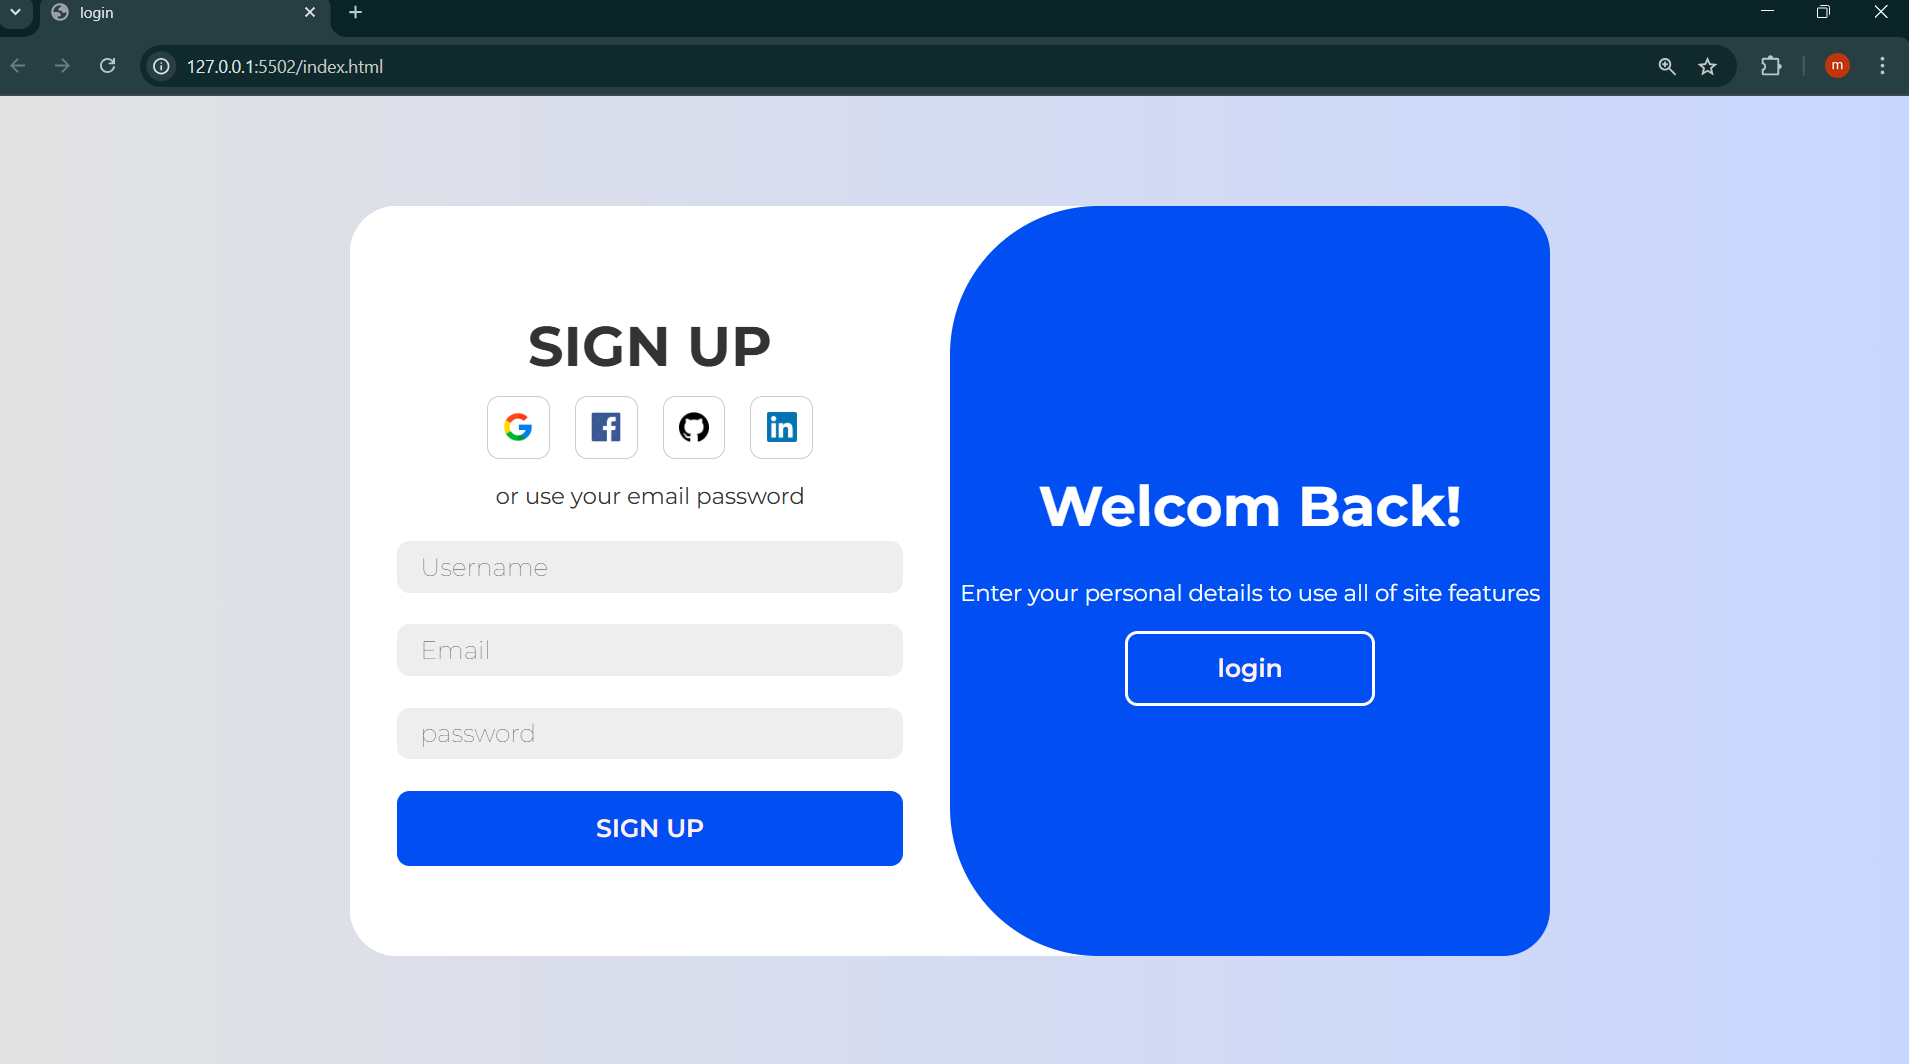 login
127.0.0.1:5502/index.html
m
SIGN UP
G f in
or use your email password
Username
Email
password
SIGN UP
Welcom Back!
Enter your personal details to use all of site features
login